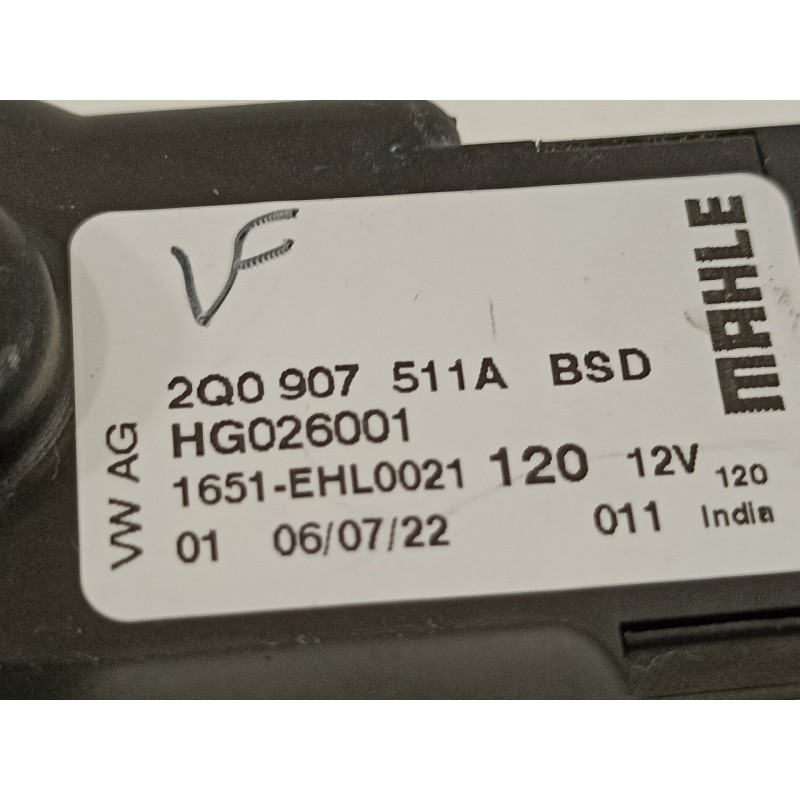 VF
MAHLE
VW AG
2Q0 907 511A BSD
HG026001
1651-EHL0021 120 12V 120
01 06/07/22 011 India